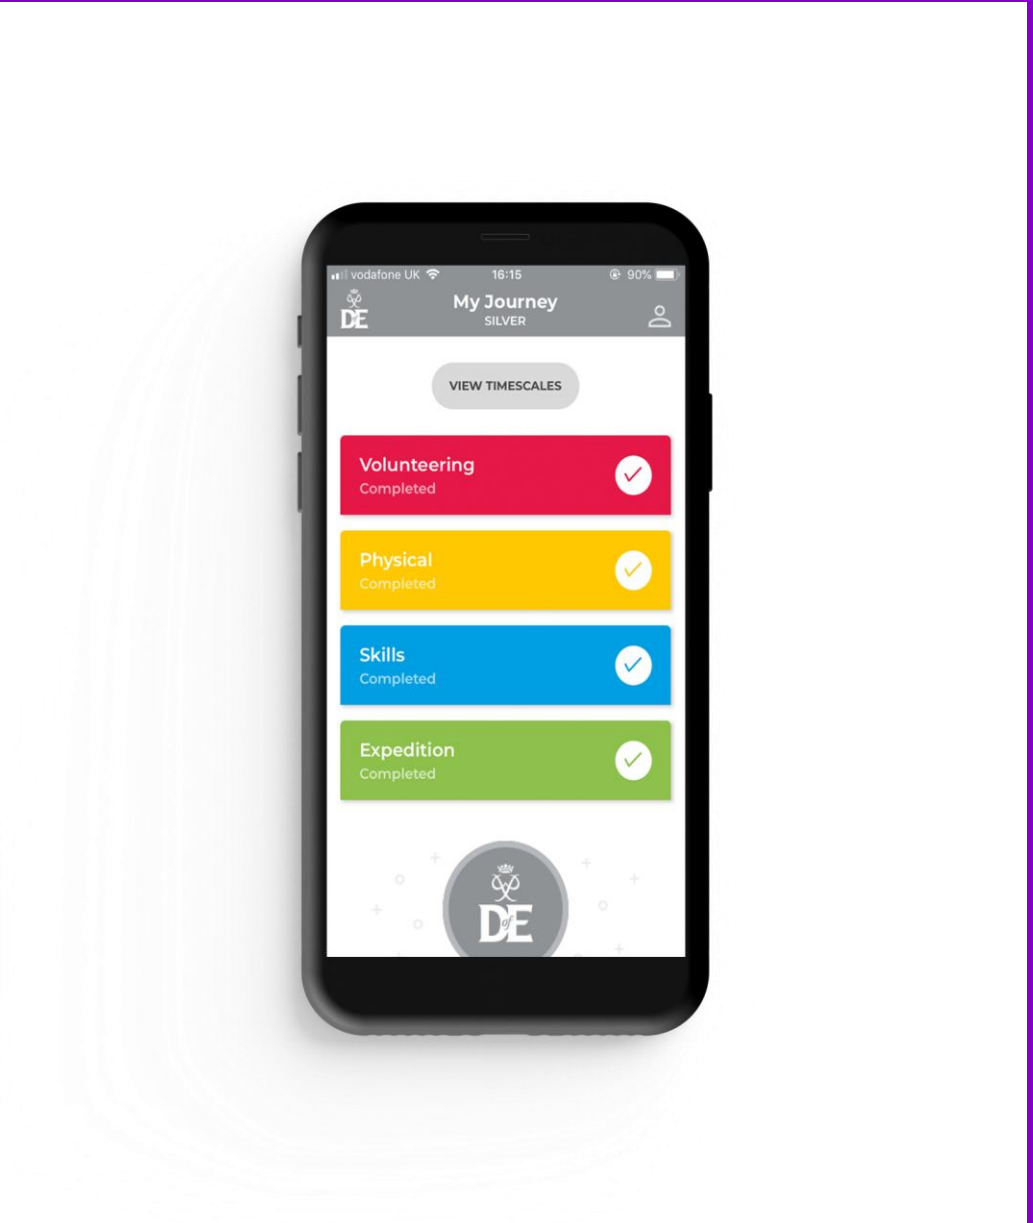 vodafone UK 16:15 90%
DofE
My Journey
SILVER
VIEW TIMESCALES
Volunteering
Completed
Physical
Completed
Skills
Completed
Expedition
Completed
DofE